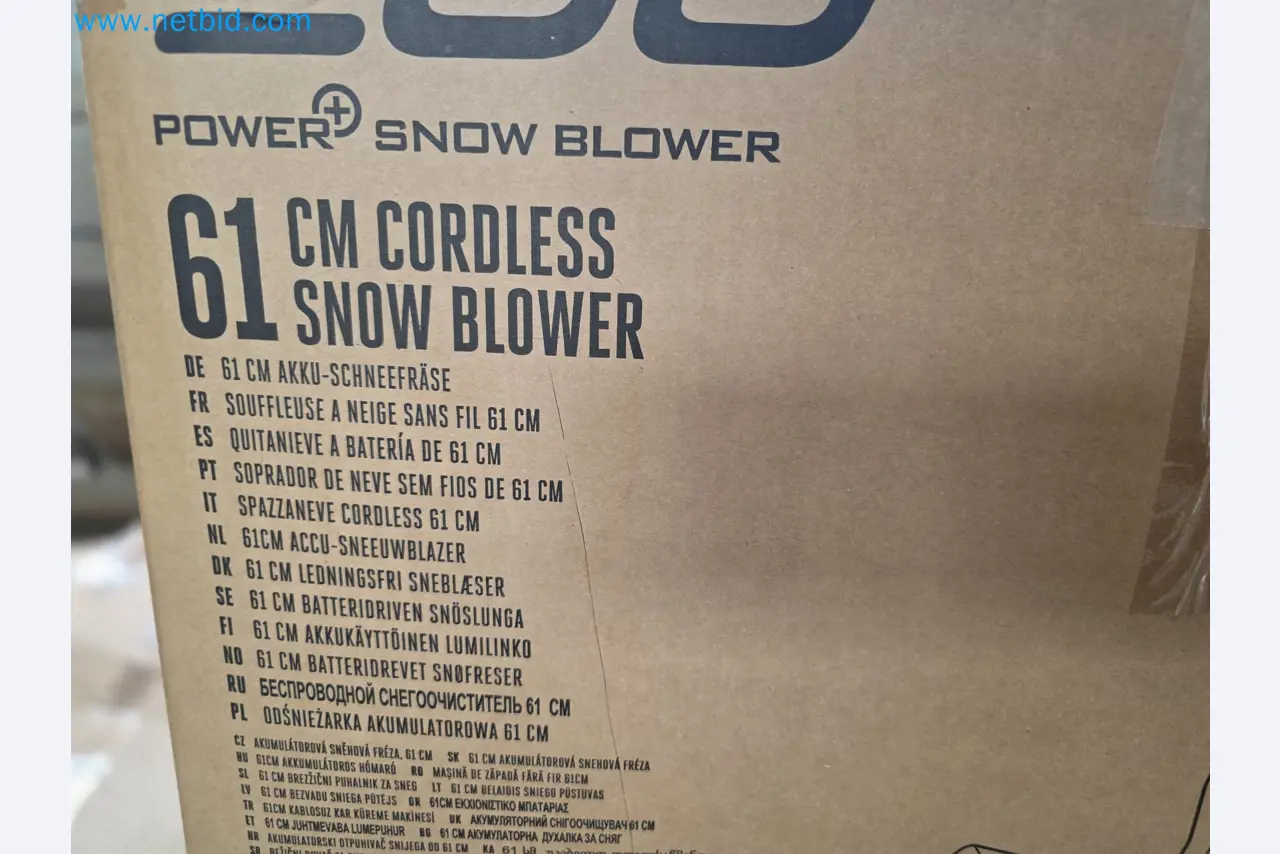 www.netbid.com
POWER+ SNOW BLOWER
61 CM CORDLESS
SNOW BLOWER
DE 61 CM AKKU-SCHNEEFRÄSE
FR SOUFFLEUSE A NEIGE SANS FIL 61 CM
ES QUITANIEVE A BATERÍA DE 61 CM
PT SOPRADOR DE NEVE SEM FIOS DE 61 CM
IT SPAZZANEVE CORDLESS 61 CM
NL 61CM ACCU-SNEEUWBLAZER
DK 61 CM LEDNINGSFRI SNEBLÆSER
SE 61 CM BATTERIDRIVEN SNÖSLUNGA
FI 61 CM AKKUKÄYTTÖINEN LUMILINKO
NO 61 CM BATTERIDREVET SNØFRESER
RU БЕСПРОВОДНОЙ СНЕГООЧИСТИТЕЛЬ 61 CM
PL ODŚNIEŻARKA AKUMULATOROWA 61 CM
CZ AKUMULÁTOROVÁ SNĚHOVÁ FRÉZA, 61 CM SK 61 CM AKUMULÁTOROVÁ SNEHOVÁ FRÉZA
HU 61CM AKKUMULÁTOROS HÓMARÓ RO MAȘINĂ DE ZĂPADĂ FĂRĂ FIR 61CM
SL 61 CM BREZŽIČNI PUHALNIK ZA SNEG LT 61 CM BELAIDIS SNIEGO PŪSTUVAS
LV 61 CM BEZVADU SNIEGA PŪTĒJS GR 61CM ΕΚΧΙΟΝΙΣΤΙΚΟ ΜΠΑΤΑΡΙΑΣ
TR 61CM KABLOSUZ KAR KÜREME MAKİNESİ UK АКУМУЛЯТОРНИЙ СНІГООЧИЩУВАЧ 61 СМ
ET 61 CM JUHTMEVABA LUMEPUHUR BG 61 CM АКУМУЛАТОРНА ДУХАЛКА ЗА СНЯГ
HR AKUMULATORSKI OTPUHIVAČ SNIJEGA OD 61 CM KA 61 სმ